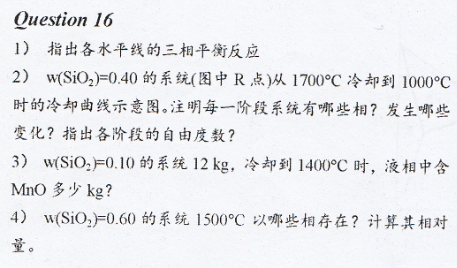 Question 16
1） 指出各水平线的三相平衡反应
2） w(SiO₂)=0.40 的系统(图中 R 点)从 1700°C 冷却到 1000°C
时的冷却曲线示意图。注明每一阶段系统有哪些相？发生哪些
变化？指出各阶段的自由度数？
3） w(SiO₂)=0.10 的系统 12 kg，冷却到 1400°C 时，液相中含
MnO 多少 kg？
4） w(SiO₂)=0.60 的系统 1500°C 以哪些相存在？计算其相对
量。